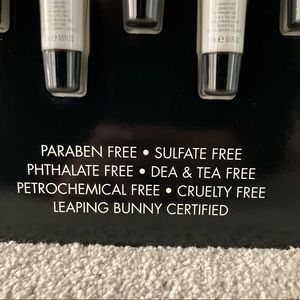 PARABEN FREE • SULFATE FREE
PHTHALATE FREE • DEA & TEA FREE
PETROCHEMICAL FREE • CRUELTY FREE
LEAPING BUNNY CERTIFIED